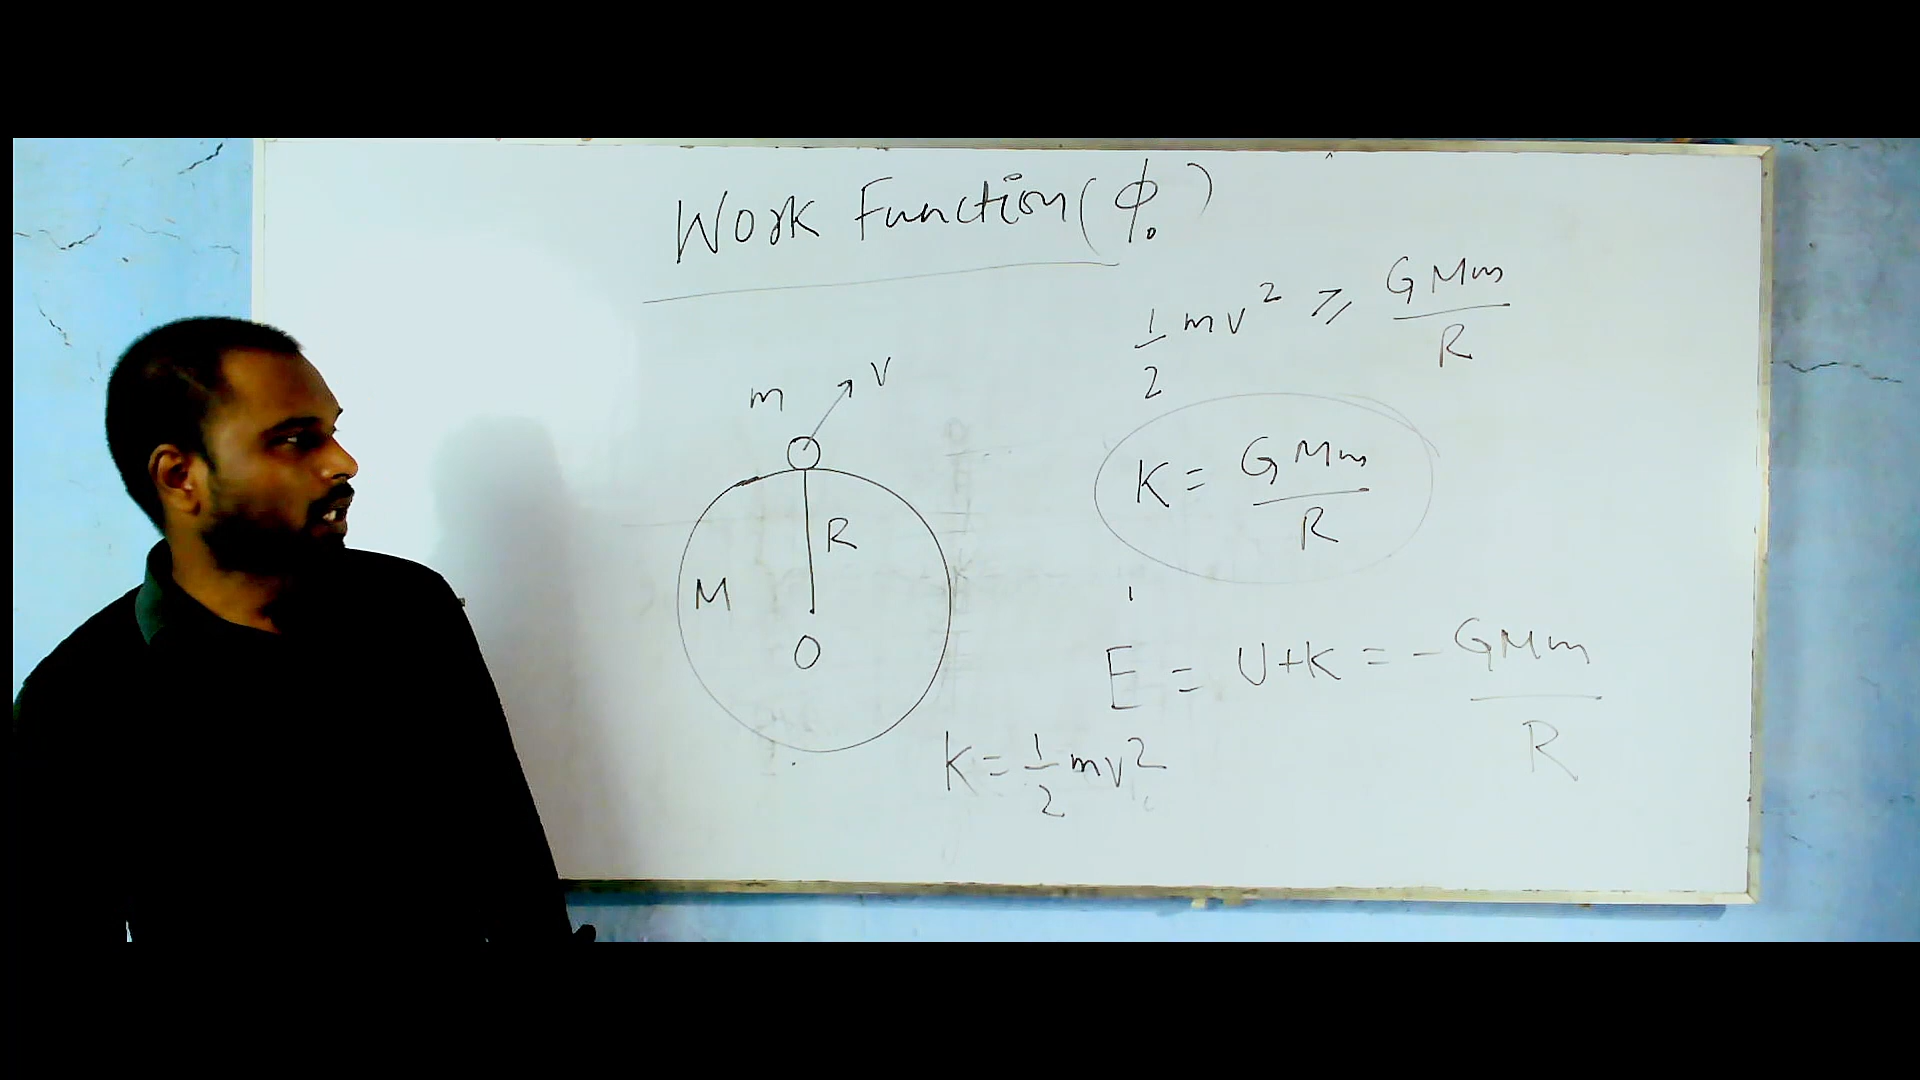 Work Function (ϕ₀)
1/2 mv² ⩾ GMm/R
m v
K = GMm/R
R
M
O
E = U+K = -GMm/R
K = 1/2 mv²